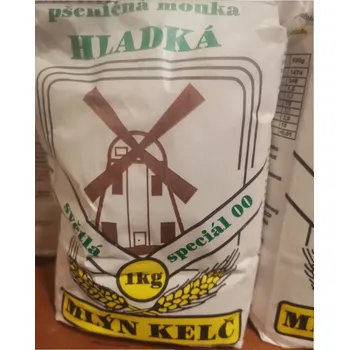 pšeničná mouka
HLADKÁ
světlá
speciál 00
1kg
MLÝN KELČ